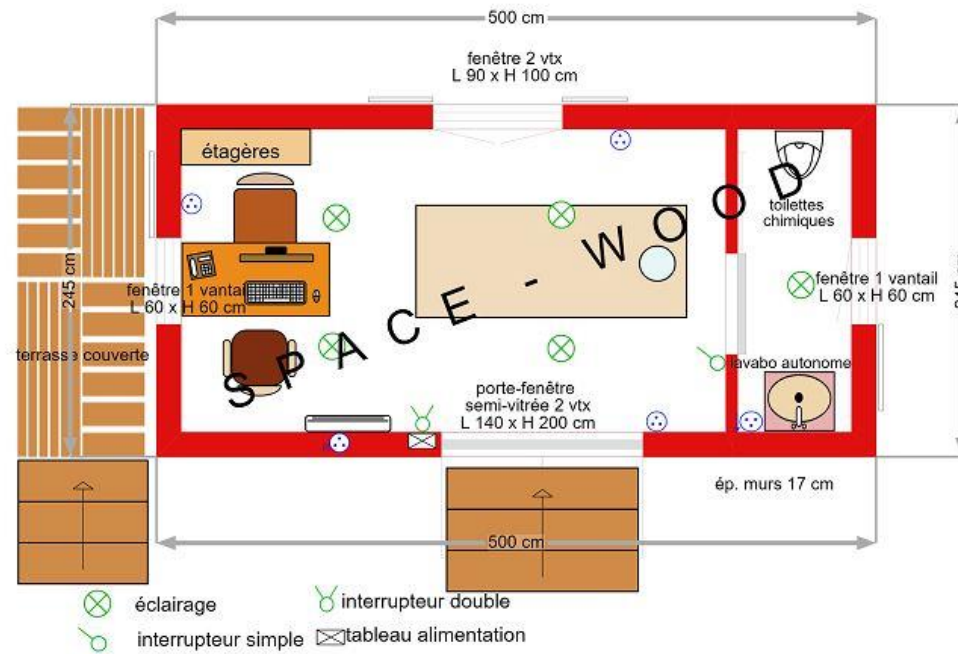 500 cm
fenêtre 2 vtx
L 90 x H 100 cm
étagères
toilettes
chimiques
245 cm
fenêtre 1 vantail
L 60 x H 60 cm
fenêtre 1 vantail
L 60 x H 60 cm
245 cm
SPACE - WOOD
terrasse couverte
lavabo autonome
porte-fenêtre
semi-vitrée 2 vtx
L 140 x H 200 cm
ép. murs 17 cm
500 cm
éclairage
interrupteur double
interrupteur simple
tableau alimentation